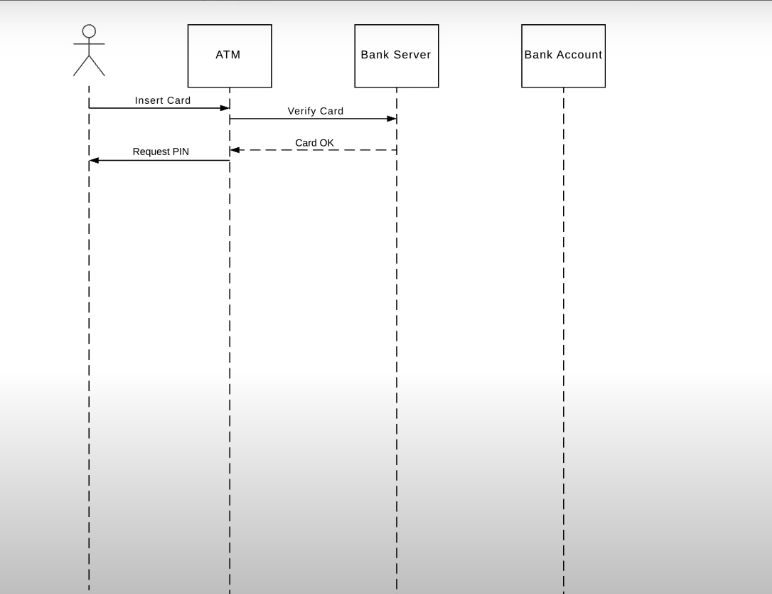 ATM
Bank Server
Bank Account
Insert Card
Verify Card
Card OK
Request PIN